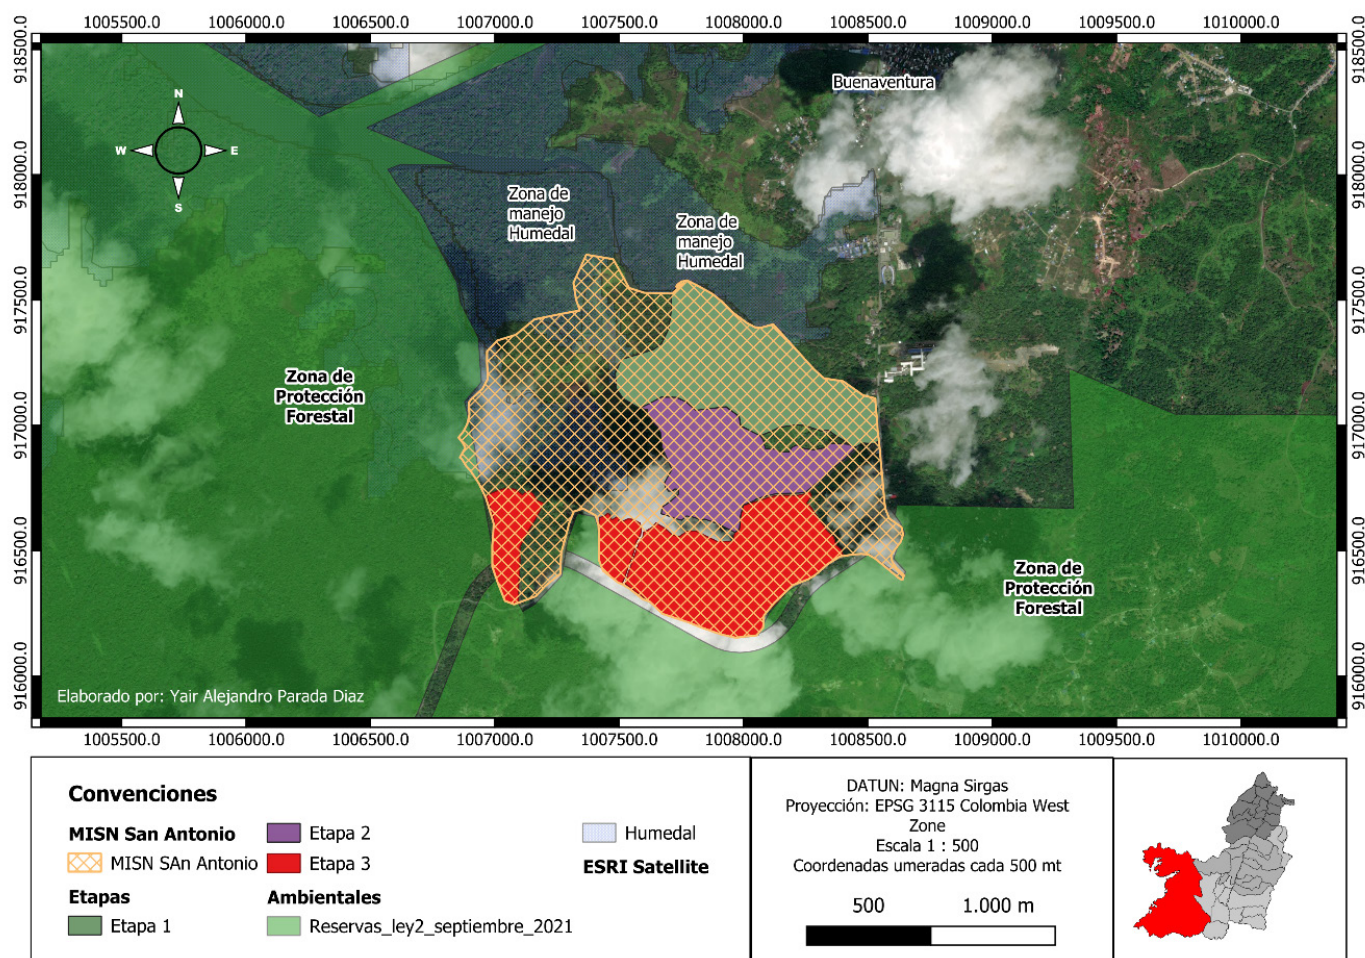 1005500.0 1006000.0 1006500.0 1007000.0 1007500.0 1008000.0 1008500.0 1009000.0 1009500.0 1010000.0
918500.0
918000.0
917500.0
917000.0
916500.0
916000.0
918500.0
918000.0
917500.0
917000.0
916500.0
916000.0
N
W
E
S
Buenaventura
Zona de
manejo
Humedal
Zona de
manejo
Humedal
Zona de
Protección
Forestal
Zona de
Protección
Forestal
Elaborado por: Yair Alejandro Parada Diaz
1005500.0 1006000.0 1006500.0 1007000.0 1007500.0 1008000.0 1008500.0 1009000.0 1009500.0 1010000.0
Convenciones
MISN San Antonio
MISN SAn Antonio
Etapas
Etapa 1
Etapa 2
Etapa 3
Ambientales
Reservas_ley2_septiembre_2021
Humedal
ESRI Satellite
DATUN: Magna Sirgas
Proyección: EPSG 3115 Colombia West
Zone
Escala 1 : 500
Coordenadas umeradas cada 500 mt
500 1.000 m